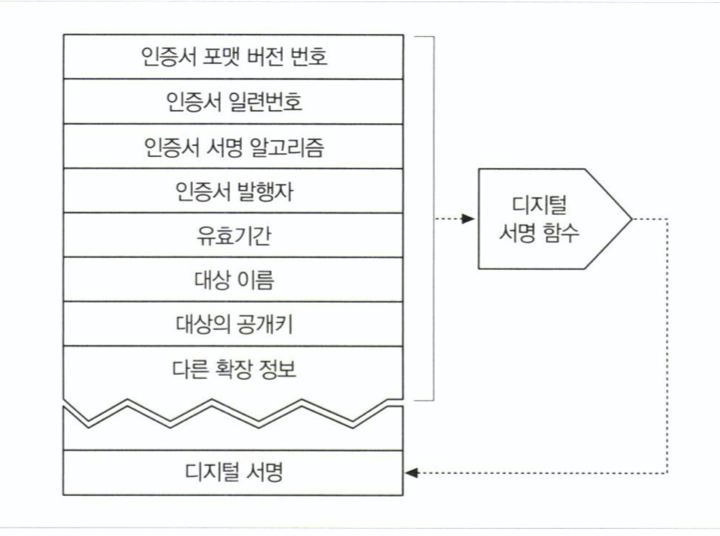 인증서 포맷 버전 번호
인증서 일련번호
인증서 서명 알고리즘
인증서 발행자
유효기간
대상 이름
대상의 공개키
다른 확장 정보
디지털 서명
디지털
서명 함수